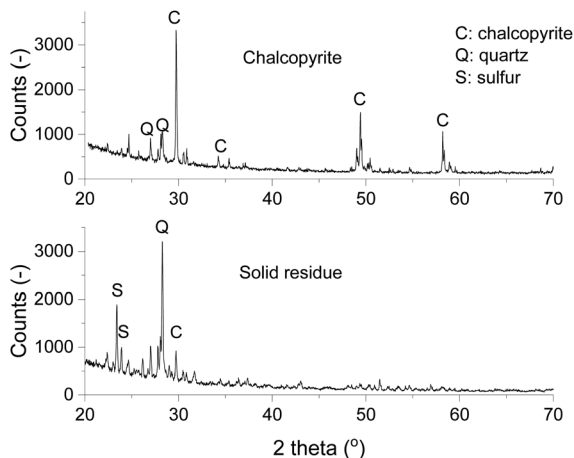 C
C: chalcopyrite
Q: quartz
S: sulfur
Chalcopyrite
Counts (-)
3000
2000
1000
0
Q Q
C
C
C
20 30 40 50 60 70
Q
Solid residue
Counts (-)
3000
2000
1000
0
S
S
C
20 30 40 50 60 70
2 theta (°)